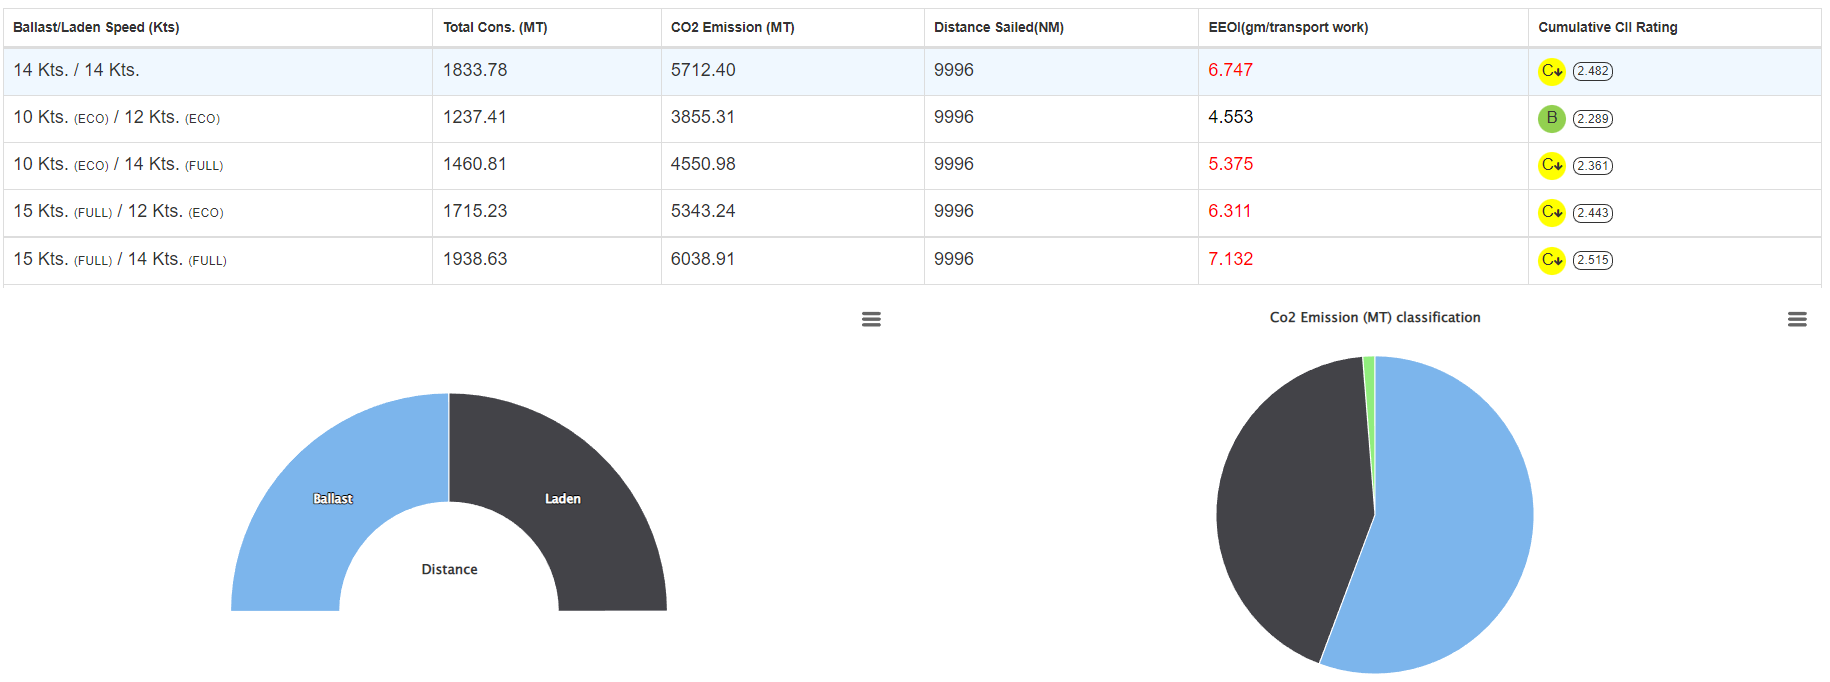 Ballast/Laden Speed (Kts) Total Cons. (MT) CO2 Emission (MT) Distance Sailed(NM) EEOI(gm/transport work) Cumulative CII Rating
14 Kts. / 14 Kts. 1833.78 5712.40 9996 6.747 C↓ 2.482
10 Kts. (ECO) / 12 Kts. (ECO) 1237.41 3855.31 9996 4.553 B 2.289
10 Kts. (ECO) / 14 Kts. (FULL) 1460.81 4550.98 9996 5.375 C↓ 2.361
15 Kts. (FULL) / 12 Kts. (ECO) 1715.23 5343.24 9996 6.311 C↓ 2.443
15 Kts. (FULL) / 14 Kts. (FULL) 1938.63 6038.91 9996 7.132 C↓ 2.515
Co2 Emission (MT) classification
Ballast Laden
Distance